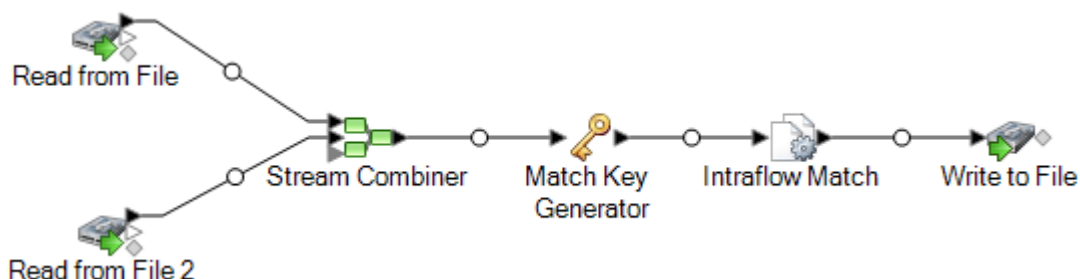 Read from File
Stream Combiner
Match Key
Generator
Intraflow Match
Write to File
Read from File 2